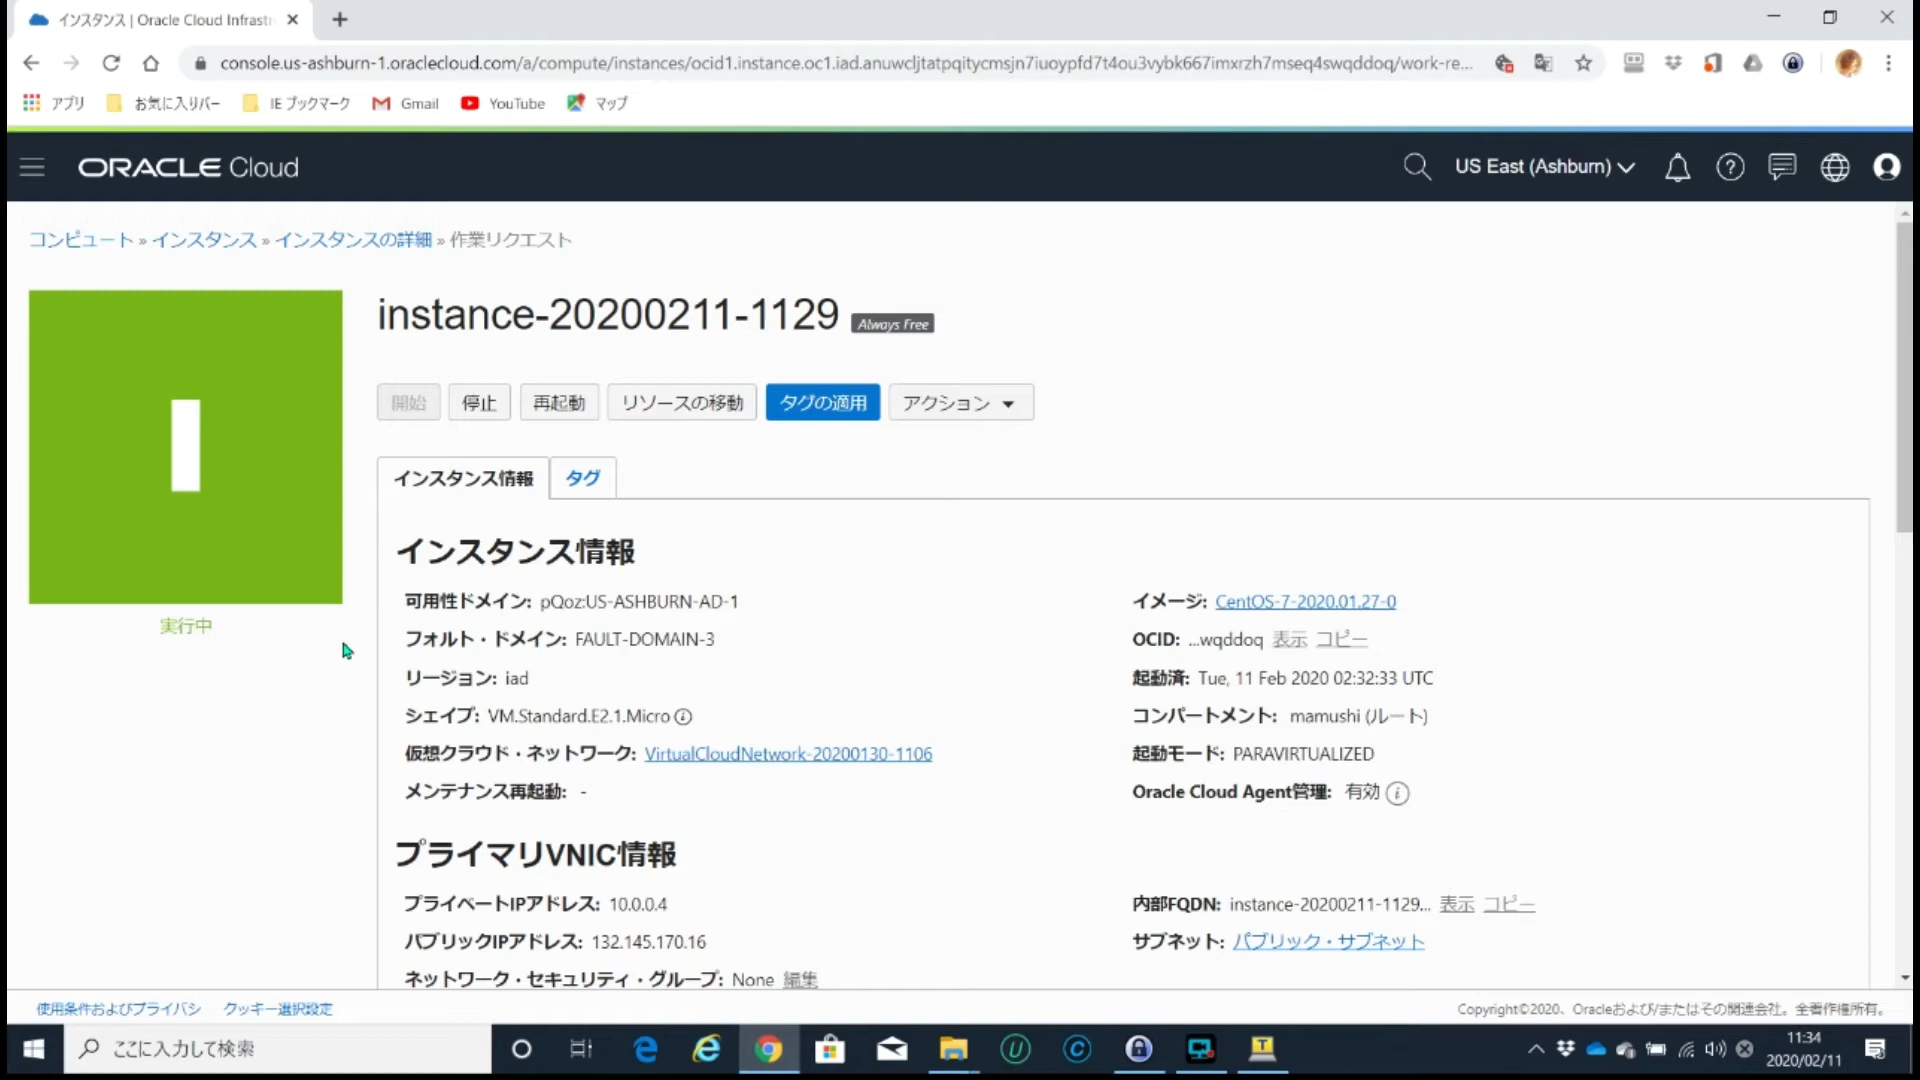 インスタンス | Oracle Cloud Infrastr
console.us-ashburn-1.oraclecloud.com/a/compute/instances/ocid1.instance.oc1.iad.anuwcljtatpqitycmsjn7iuoypfd7t4ou3vybk667imxrzh7mseq4swqddoq/work-re...
アプリ お気に入りバー IE ブックマーク Gmail YouTube マップ
ORACLE Cloud US East (Ashburn)
コンピュート » インスタンス » インスタンスの詳細 » 作業リクエスト
instance-20200211-1129 Always Free
開始 停止 再起動 リソースの移動 タグの適用 アクション
インスタンス情報 タグ
実行中
インスタンス情報
可用性ドメイン: pQoz:US-ASHBURN-AD-1
フォルト・ドメイン: FAULT-DOMAIN-3
リージョン: iad
シェイプ: VM.Standard.E2.1.Micro
仮想クラウド・ネットワーク: VirtualCloudNetwork-20200130-1106
メンテナンス再起動: -
イメージ: CentOS-7-2020.01.27-0
OCID: ...wqddoq 表示 コピー
起動済: Tue, 11 Feb 2020 02:32:33 UTC
コンパートメント: mamushi (ルート)
起動モード: PARAVIRTUALIZED
Oracle Cloud Agent管理: 有効
プライマリVNIC情報
プライベートIPアドレス: 10.0.0.4
パブリックIPアドレス: 132.145.170.16
ネットワーク・セキュリティ・グループ: None 編集
内部FQDN: instance-20200211-1129... 表示 コピー
サブネット: パブリック・サブネット
使用条件およびプライバシ クッキー選択設定
Copyright©2020、Oracleおよび/またはその関連会社。全著作権所有。
ここに入力して検索
11:34
2020/02/11